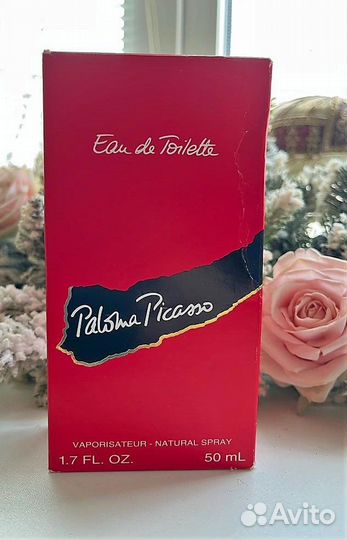 Eau de Toilette
Paloma Picasso
VAPORISATEUR - NATURAL SPRAY
1.7 FL. OZ. 50 mL
Avito